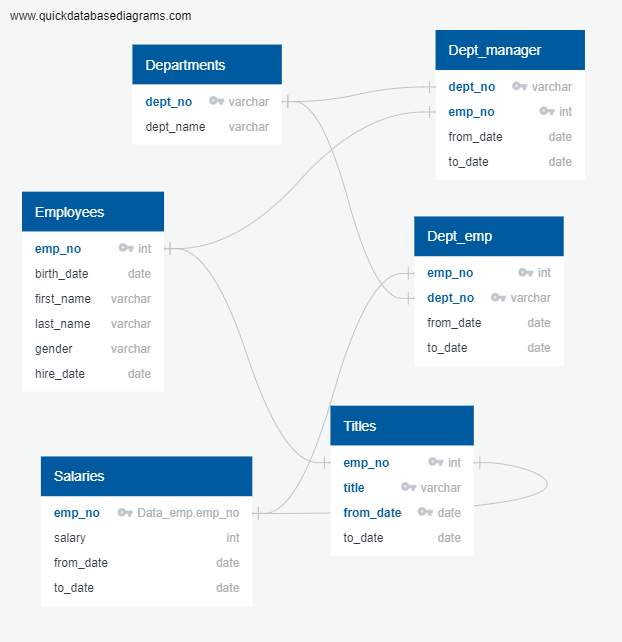 www.quickdatabasediagrams.com
Departments
dept_no varchar
dept_name varchar
Dept_manager
dept_no varchar
emp_no int
from_date date
to_date date
Employees
emp_no int
birth_date date
first_name varchar
last_name varchar
gender varchar
hire_date date
Dept_emp
emp_no int
dept_no varchar
from_date date
to_date date
Titles
emp_no int
title varchar
from_date date
to_date date
Salaries
emp_no Data_emp.emp_no
salary int
from_date date
to_date date